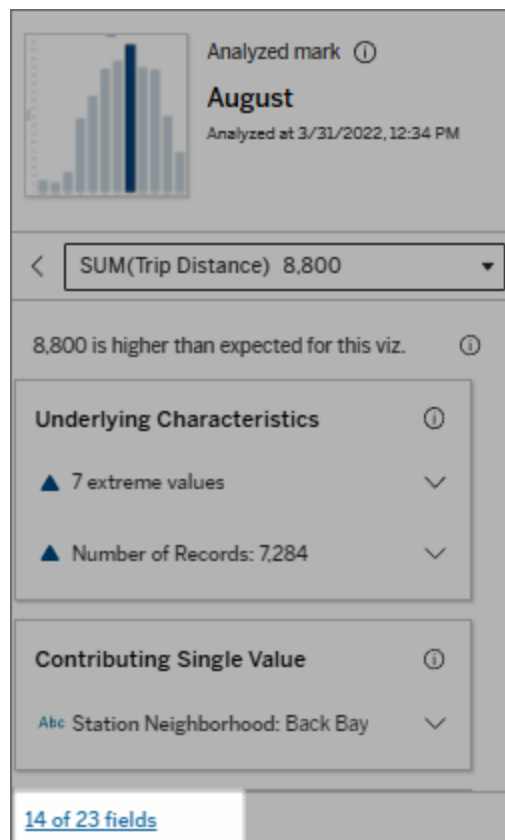 Analyzed mark
August
Analyzed at 3/31/2022, 12:34 PM
SUM(Trip Distance) 8,800
8,800 is higher than expected for this viz.
Underlying Characteristics
7 extreme values
Number of Records: 7,284
Contributing Single Value
Abc Station Neighborhood: Back Bay
14 of 23 fields